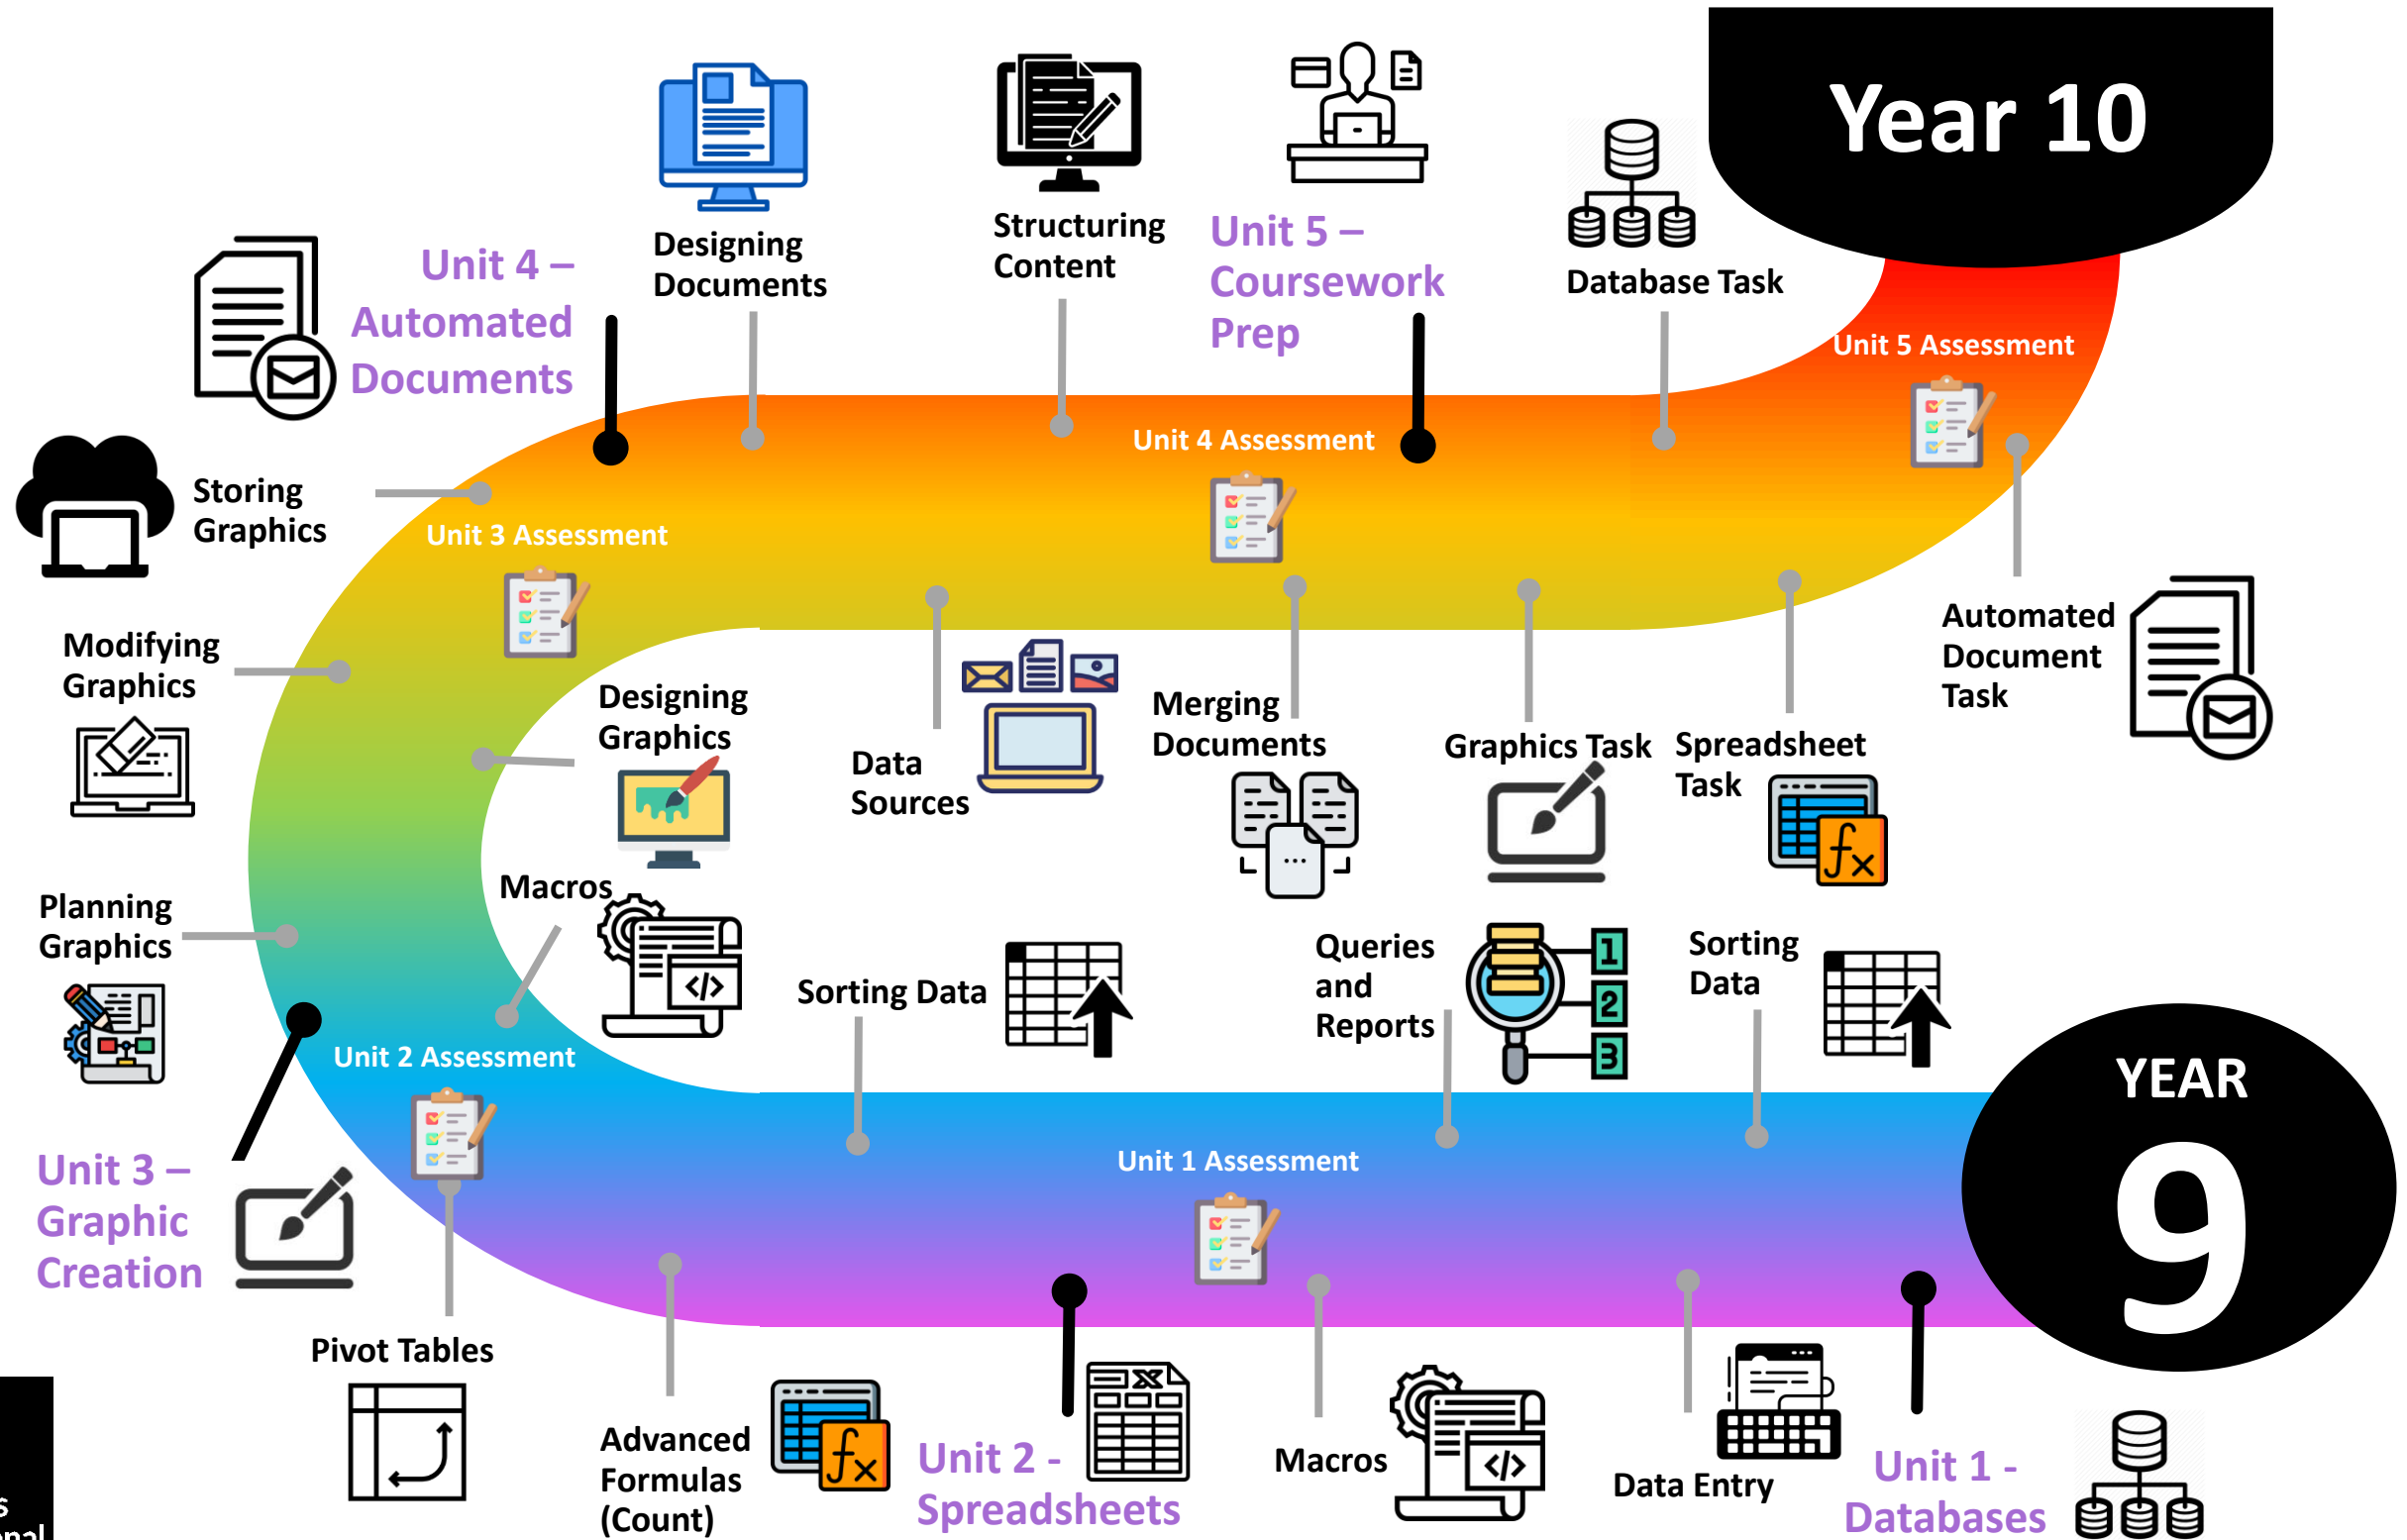 Year 10
Unit 5 Assessment
Database Task
Unit 5 –
Coursework
Prep
Structuring
Content
Designing
Documents
Unit 4 –
Automated
Documents
Unit 4 Assessment
Storing
Graphics
Unit 3 Assessment
Modifying
Graphics
Designing
Graphics
Data
Sources
Merging
Documents
Graphics Task
Spreadsheet
Task
Automated
Document
Task
Planning
Graphics
Macros
Sorting Data
Queries
and
Reports
1
2
3
Sorting
Data
YEAR
9
Unit 2 Assessment
Unit 1 Assessment
Unit 3 –
Graphic
Creation
Pivot Tables
Advanced
Formulas
(Count)
fx
Unit 2 -
Spreadsheets
Macros
</>
Data Entry
Unit 1 -
Databases